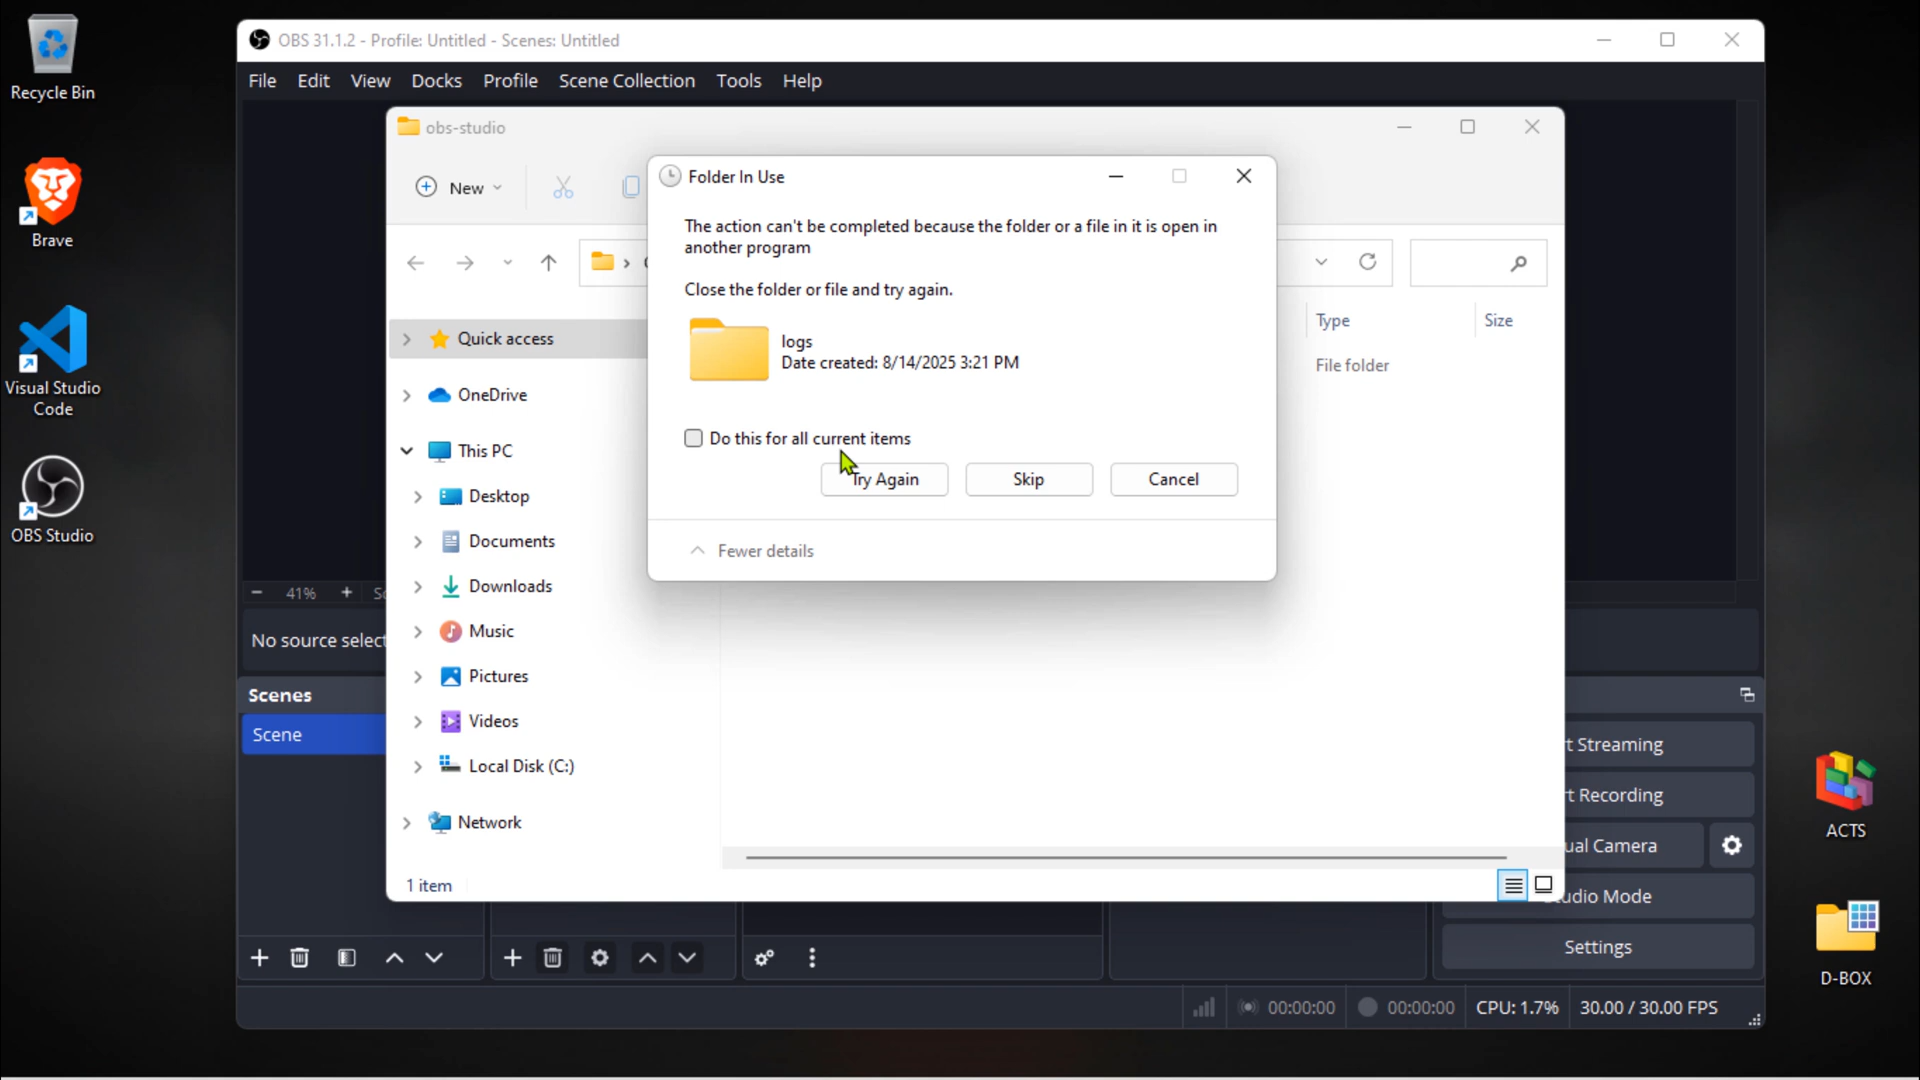 Recycle Bin
Brave
Visual Studio
Code
OBS Studio
OBS 31.1.2 - Profile: Untitled - Scenes: Untitled
File Edit View Docks Profile Scene Collection Tools Help
obs-studio
New
Folder In Use
The action can't be completed because the folder or a file in it is open in
another program
Close the folder or file and try again.
logs
Date created: 8/14/2025 3:21 PM
Do this for all current items
Try Again Skip Cancel
Fewer details
Type Size
File folder
Quick access
OneDrive
This PC
Desktop
Documents
Downloads
Music
Pictures
Videos
Local Disk (C:)
Network
1 item
41%
No source select
Scenes
Scene
t Streaming
t Recording
ual Camera
udio Mode
Settings
00:00:00 00:00:00 CPU: 1.7% 30.00 / 30.00 FPS
ACTS
D-BOX